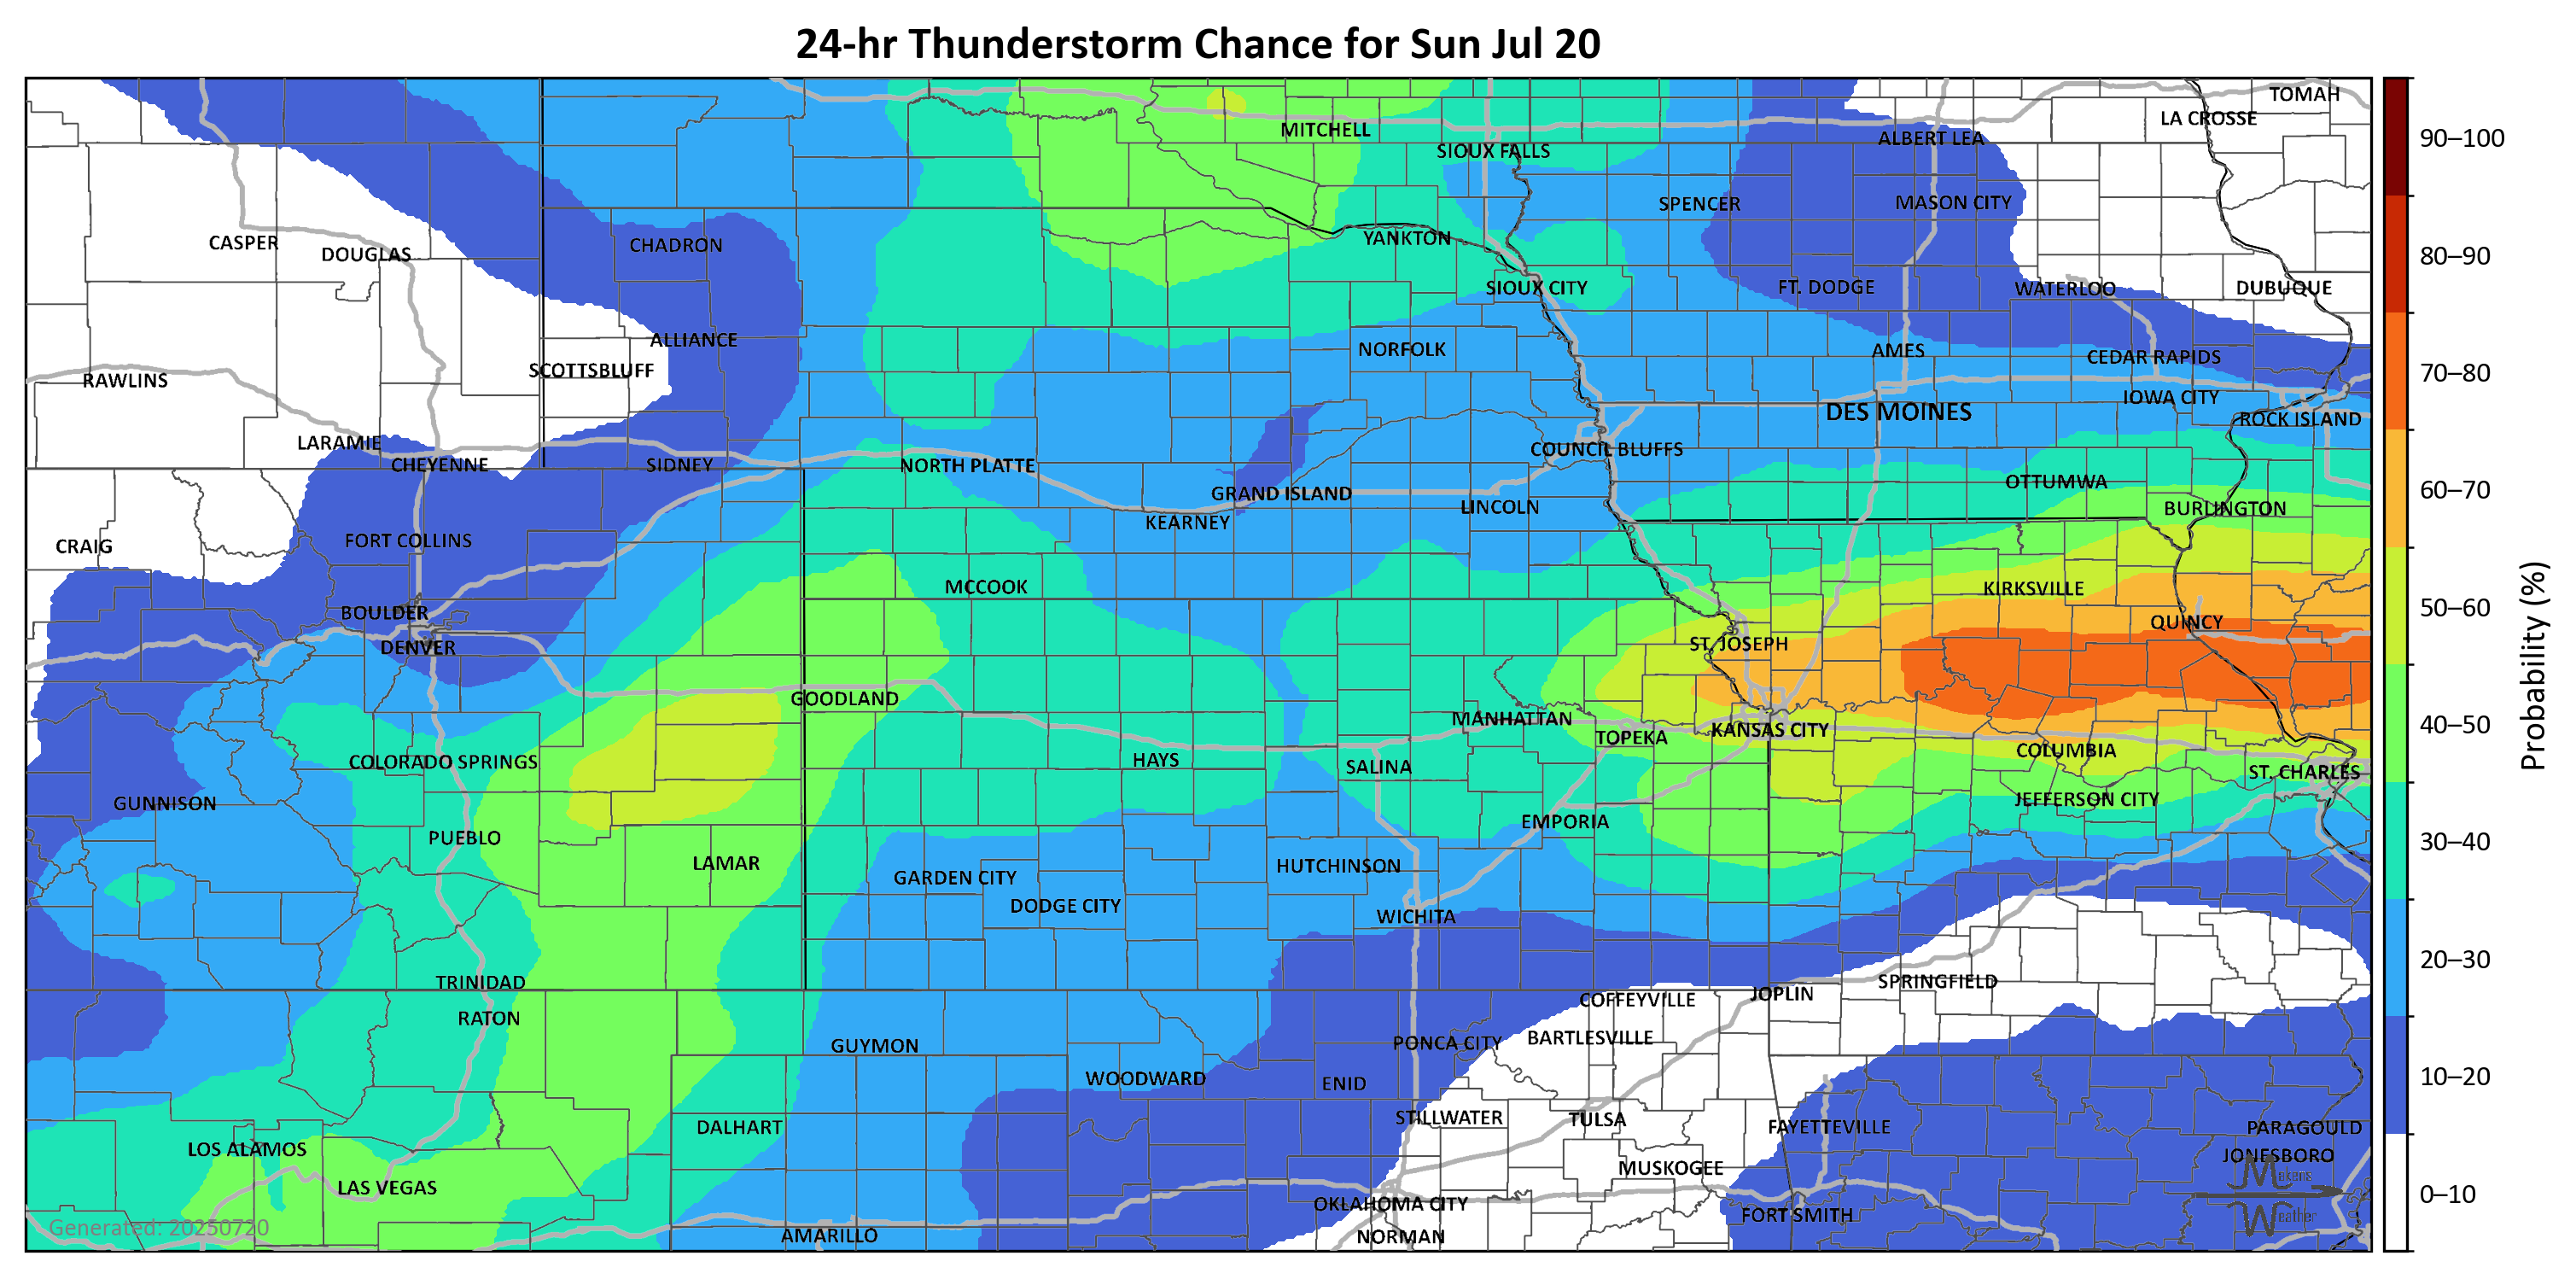 24-hr Thunderstorm Chance for Sun Jul 20
TOMAH
LA CROSSE
MITCHELL
ALBERT LEA
SIOUX FALLS
SPENCER
MASON CITY
CASPER
DOUGLAS
CHADRON
YANKTON
SIOUX CITY
FT. DODGE
WATERLOO
DUBUQUE
ALLIANCE
NORFOLK
AMES
CEDAR RAPIDS
RAWLINS
SCOTTSBLUFF
IOWA CITY
DES MOINES
ROCK ISLAND
LARAMIE
CHEYENNE
SIDNEY
NORTH PLATTE
COUNCIL BLUFFS
GRAND ISLAND
OTTUMWA
LINCOLN
BURLINGTON
KEARNEY
CRAIG
FORT COLLINS
MCCOOK
KIRKSVILLE
BOULDER
QUINCY
DENVER
ST. JOSEPH
GOODLAND
MANHATTAN
TOPEKA
KANSAS CITY
COLUMBIA
COLORADO SPRINGS
HAYS
SALINA
ST. CHARLES
GUNNISON
JEFFERSON CITY
PUEBLO
EMPORIA
LAMAR
GARDEN CITY
HUTCHINSON
DODGE CITY
WICHITA
TRINIDAD
SPRINGFIELD
COFFEYVILLE
JOPLIN
RATON
GUYMON
PONCA CITY
BARTLESVILLE
WOODWARD
ENID
STILLWATER
TULSA
DALHART
FAYETTEVILLE
PARAGOULD
LOS ALAMOS
JONESBORO
MUSKOGEE
LAS VEGAS
OKLAHOMA CITY
FORT SMITH
AMARILLO
NORMAN
Generated: 20250720
Makens
Weather
90–100
80–90
70–80
60–70
50–60
40–50
30–40
20–30
10–20
0–10
Probability (%)